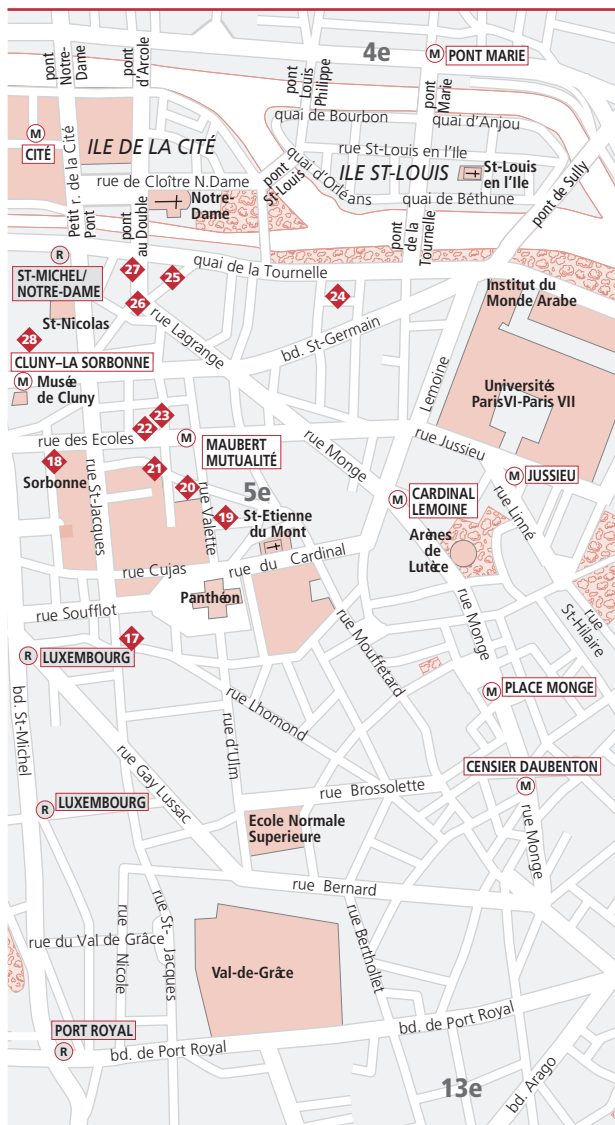 4e
M
PONT MARIE
pont
Notre-
Dame
pont
d'Arcole
pont
Louis
Philippe
pont
Marie
quai de Bourbon
quai d'Anjou
M
CITÉ
ILE DE LA CITÉ
rue St-Louis en l'Ile
ILE ST-LOUIS
St-Louis
en l'Ile
quai d'Orléans
quai de Béthune
pont de Sully
r. de la Cité
rue de Cloître N.Dame
Notre-
Dame
pont
St-Louis
Petit
Pont
pont
au Double
pont
de la
Tournelle
R
ST-MICHEL/
NOTRE-DAME
27
25
quai de la Tournelle
24
26
Institut du
Monde Arabe
St-Nicolas
28
rue Lagrange
bd. St-Germain
CLUNY–LA SORBONNE
M
Musée
de Cluny
Lemoine
Universités
ParisVI-Paris VII
23
22
rue des Ecoles
M
MAUBERT
MUTUALITÉ
rue Monge
rue Jussieu
18
Sorbonne
rue St-Jacques
21
20
rue Valette
19
5e
St-Etienne
du Mont
M
CARDINAL
LEMOINE
M
JUSSIEU
rue Linné
Arènes
de
Lutèce
rue Cujas
rue du Cardinal
Panthéon
rue Soufflot
rue Mouffetard
rue Monge
rue
St-Hilaire
17
R
LUXEMBOURG
M
PLACE MONGE
bd. St-Michel
rue Lhomond
rue d'Ulm
rue Gay Lussac
CENSIER DAUBENTON
M
R
LUXEMBOURG
rue Brossolette
Ecole Normale
Superieure
rue Monge
rue Bernard
rue du Val de Grâce
rue
Nicole
rue St-
Jacques
Val-de-Grâce
rue Berthollet
PORT ROYAL
R
bd. de Port Royal
bd. de Port Royal
13e
bd. Arago